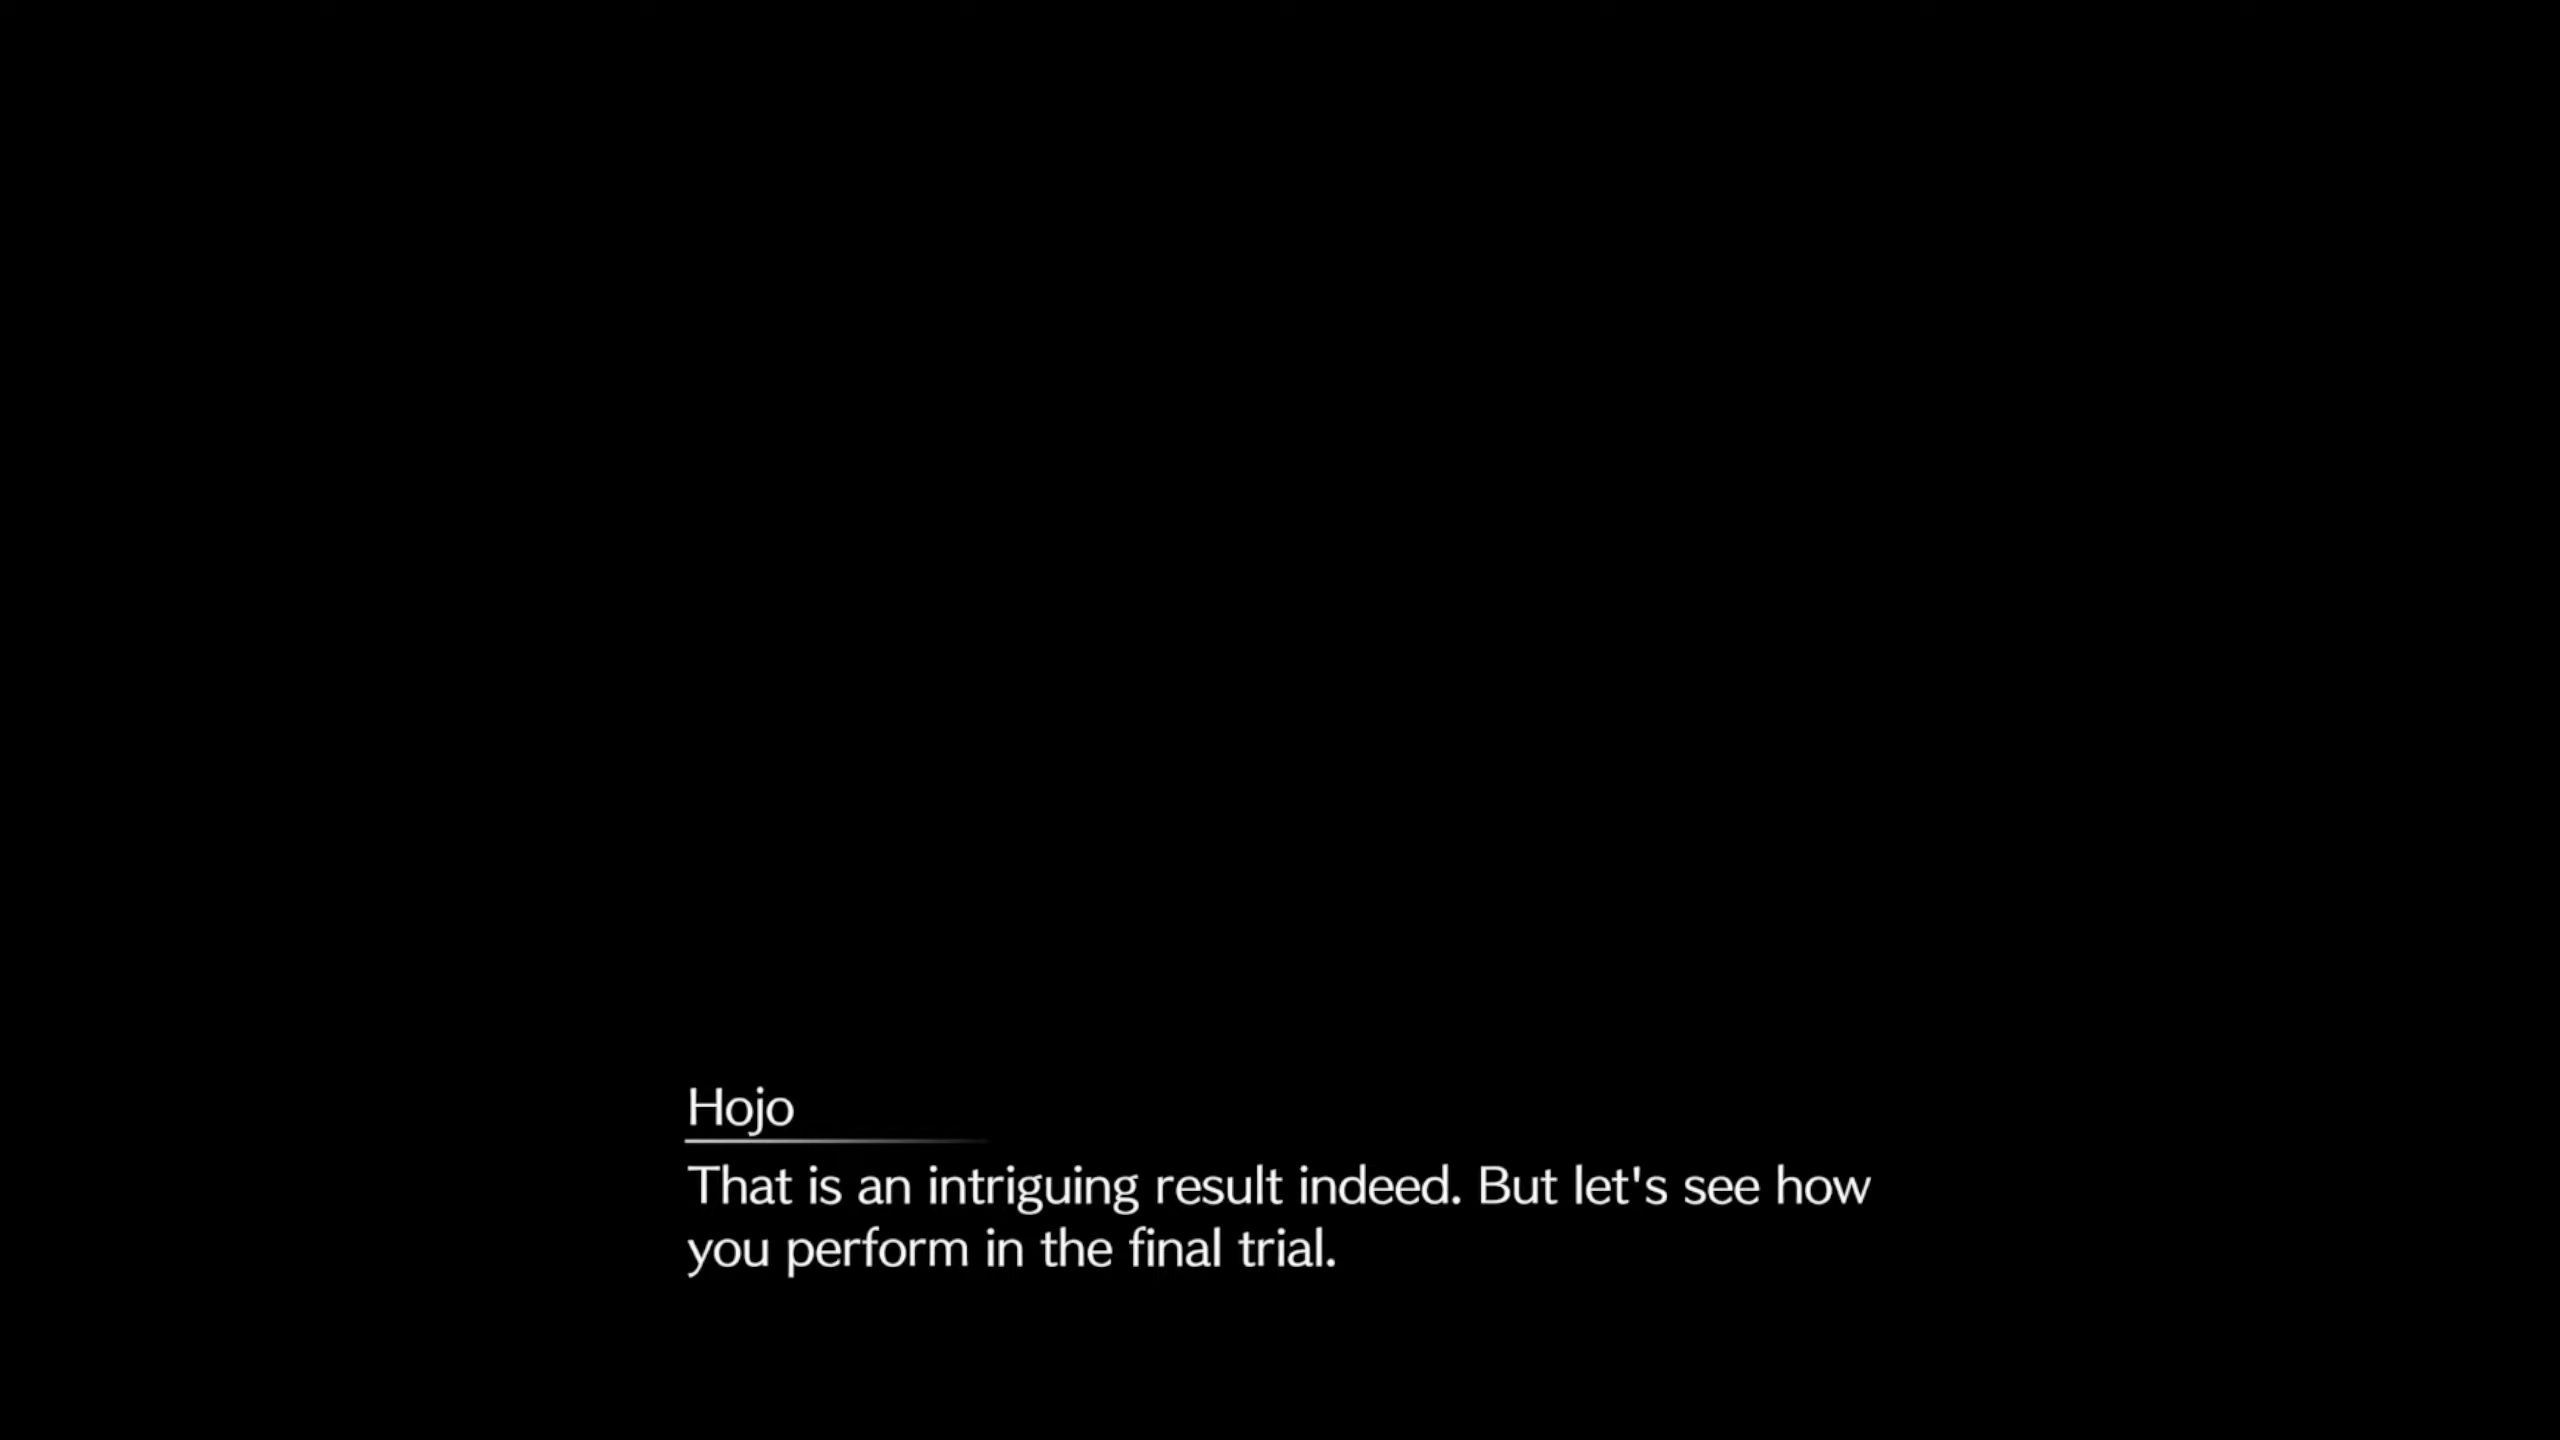 Hojo
That is an intriguing result indeed. But let's see how
you perform in the final trial.